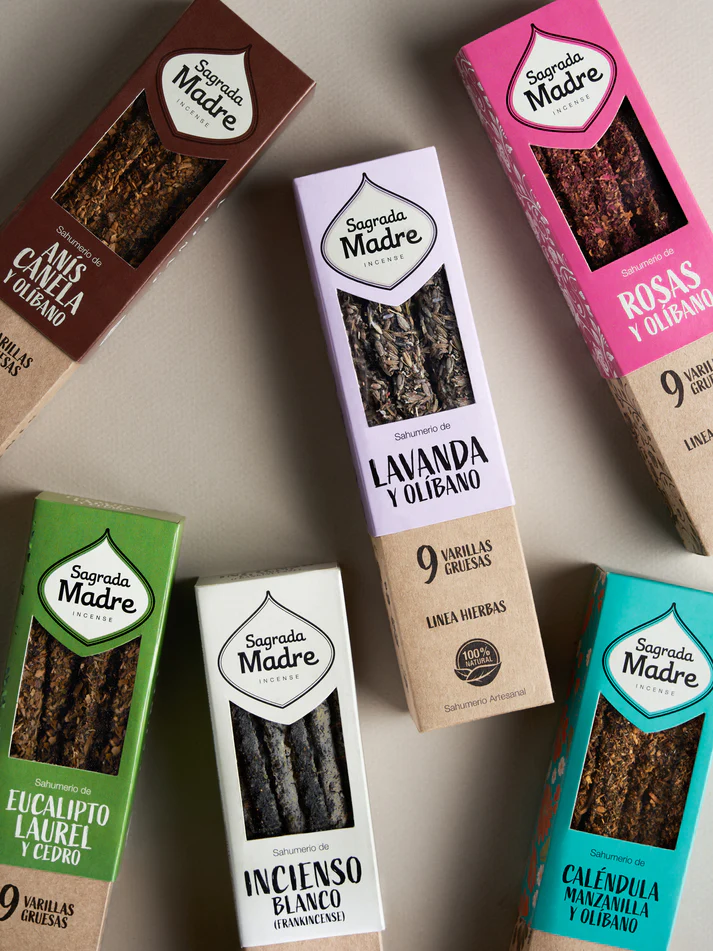 Sagrada
Madre
INCENSE
Sahumerio de
ANÍS
CANELA
Y OLÍBANO
Sagrada
Madre
INCENSE
Sahumerio de
LAVANDA
Y OLÍBANO
9 VARILLAS
GRUESAS
LINEA HIERBAS
100%
NATURAL
Sahumerio Artesanal
Sagrada
Madre
INCENSE
Sahumerio de
ROSAS
Y OLÍBANO
9
LINEA
Sagrada
Madre
INCENSE
Sahumerio de
EUCALIPTO
LAUREL
Y CEDRO
9 VARILLAS
GRUESAS
Sagrada
Madre
INCENSE
Sahumerio de
INCIENSO
BLANCO
(FRANKINCENSE)
Sagrada
Madre
INCENSE
Sahumerio de
CALÉNDULA
MANZANILLA
Y OLÍBANO